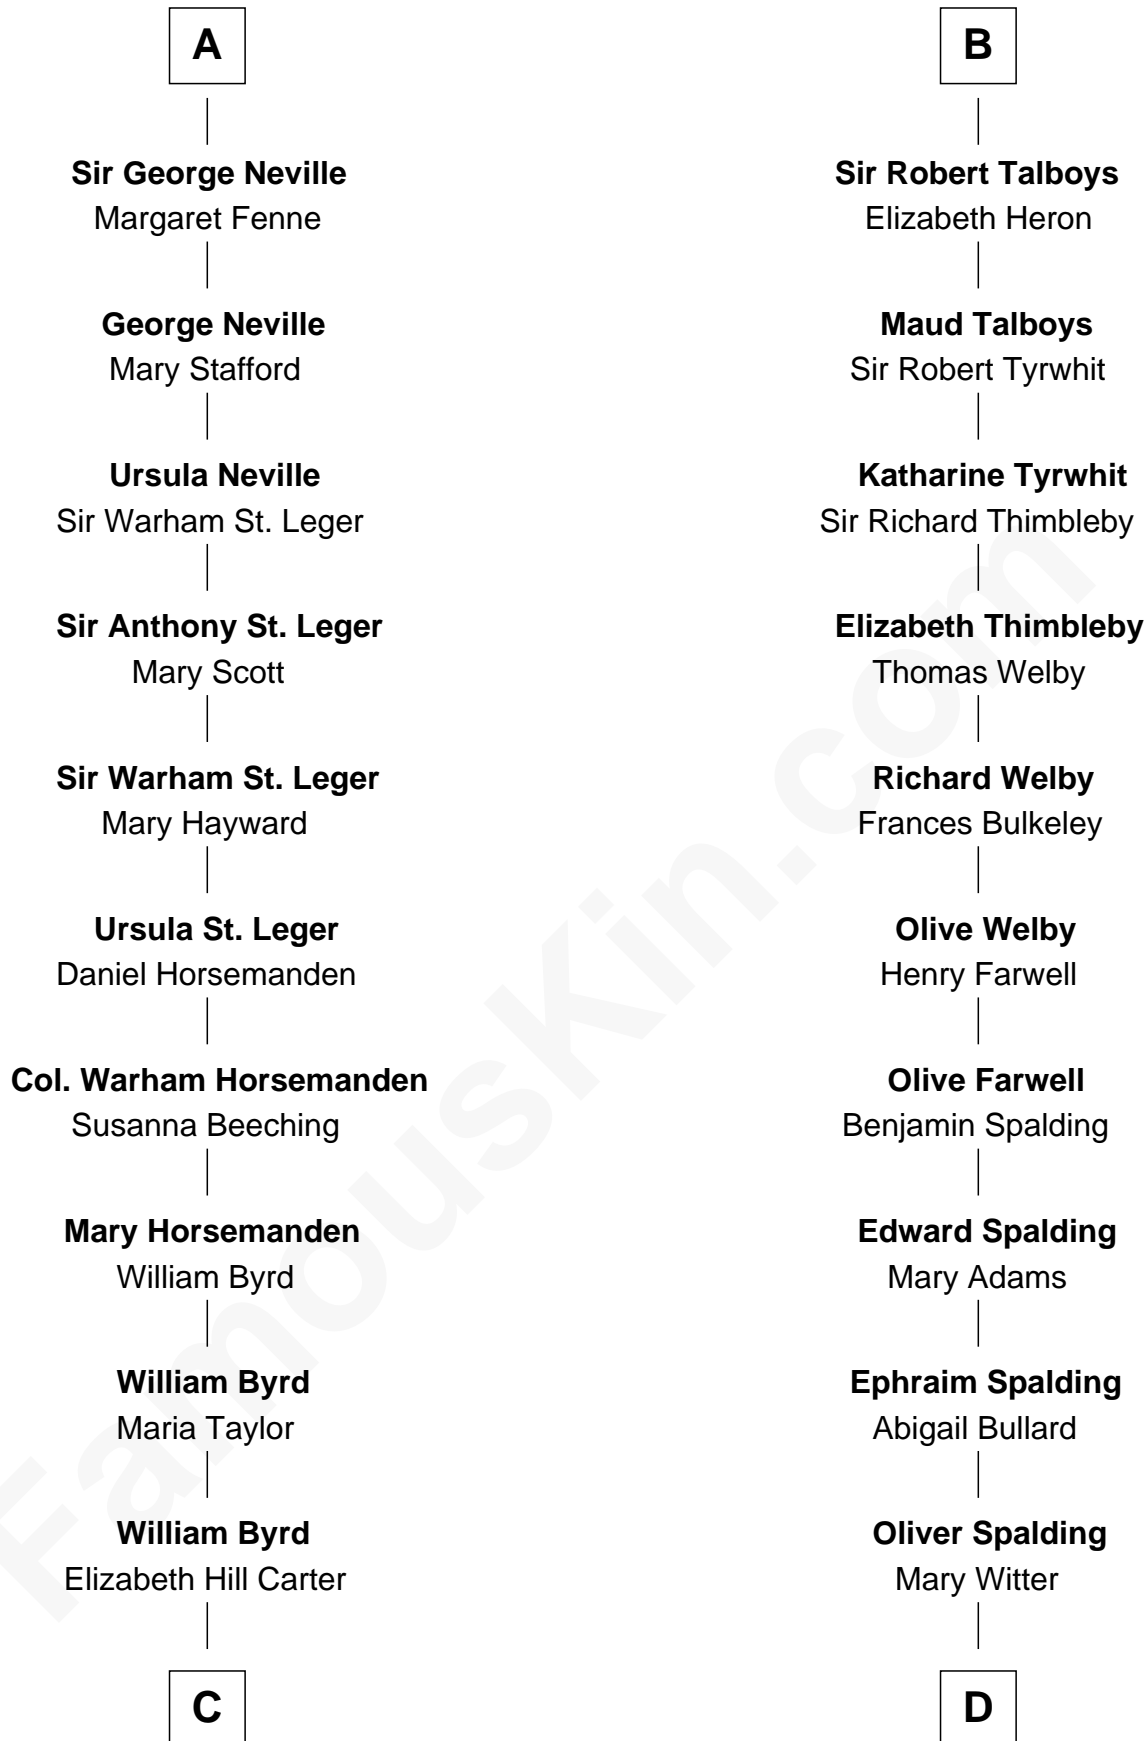 A
Sir George Neville
Margaret Fenne
George Neville
Mary Stafford
Ursula Neville
Sir Warham St. Leger
Sir Anthony St. Leger
Mary Scott
Sir Warham St. Leger
Mary Hayward
Ursula St. Leger
Daniel Horsemanden
Col. Warham Horsemanden
Susanna Beeching
Mary Horsemanden
William Byrd
William Byrd
Maria Taylor
William Byrd
Elizabeth Hill Carter
C
B
Sir Robert Talboys
Elizabeth Heron
Maud Talboys
Sir Robert Tyrwhit
Katharine Tyrwhit
Sir Richard Thimbleby
Elizabeth Thimbleby
Thomas Welby
Richard Welby
Frances Bulkeley
Olive Welby
Henry Farwell
Olive Farwell
Benjamin Spalding
Edward Spalding
Mary Adams
Ephraim Spalding
Abigail Bullard
Oliver Spalding
Mary Witter
D
FamousKin.com